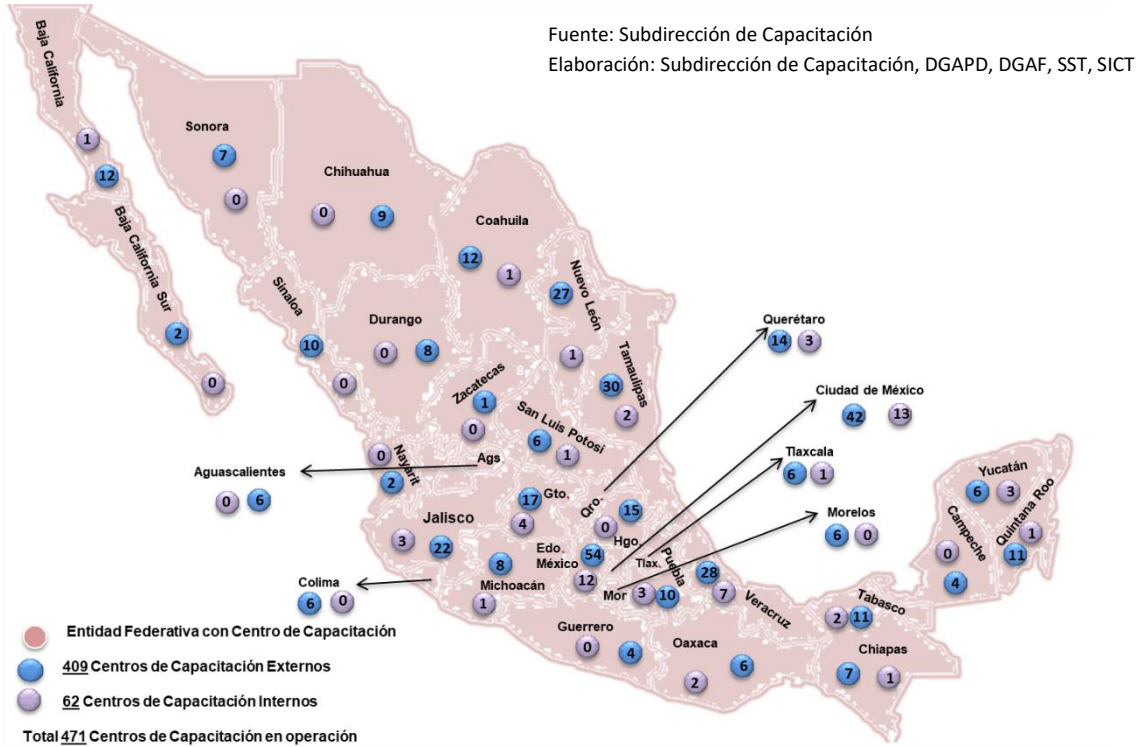 Fuente: Subdirección de Capacitación
Elaboración: Subdirección de Capacitación, DGAPD, DGAF, SST, SICT
Baja California
1
12
Sonora
7
0
Chihuahua
0
9
Coahuila
12
1
Baja California Sur
2
0
Sinaloa
10
0
Durango
0
8
Nuevo León
27
1
Tamaulipas
30
2
Zacatecas
1
0
San Luis Potosí
6
1
Querétaro
14
3
Ciudad de México
42
13
Tlaxcala
6
1
Morelos
6
0
Nayarit
0
2
Ags
Aguascalientes
0
6
Gto.
17
4
Qro.
15
0
Hgo.
Jalisco
3
22
Edo.
México
54
12
Tlax.
Puebla
3
10
Mor
Michoacán
8
1
Colima
6
0
Veracruz
28
7
Guerrero
0
4
Oaxaca
6
2
Tabasco
2
11
Chiapas
7
1
Campeche
0
4
Yucatán
6
3
Quintana Roo
1
11
Entidad Federativa con Centro de Capacitación
409 Centros de Capacitación Externos
62 Centros de Capacitación Internos
Total 471 Centros de Capacitación en operación